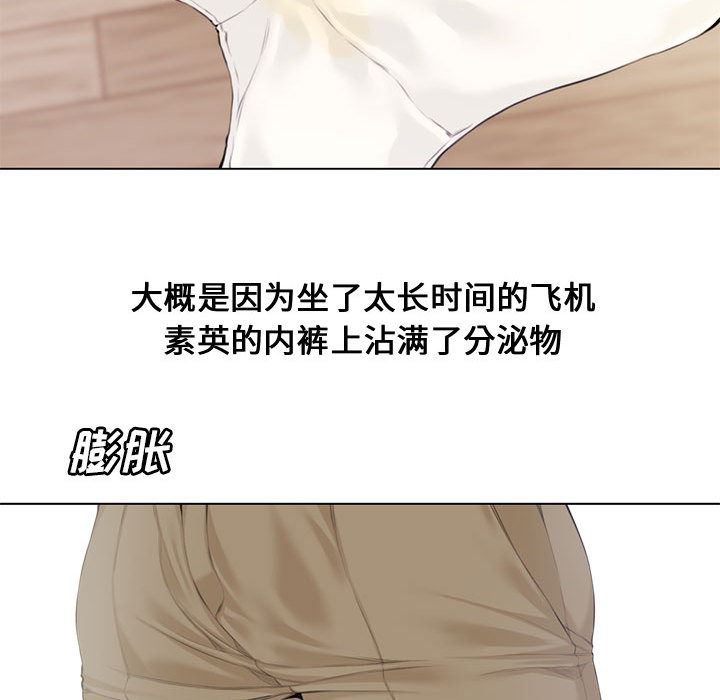 大概是因为坐了太长时间的飞机
素英的内裤上沾满了分泌物
膨胀